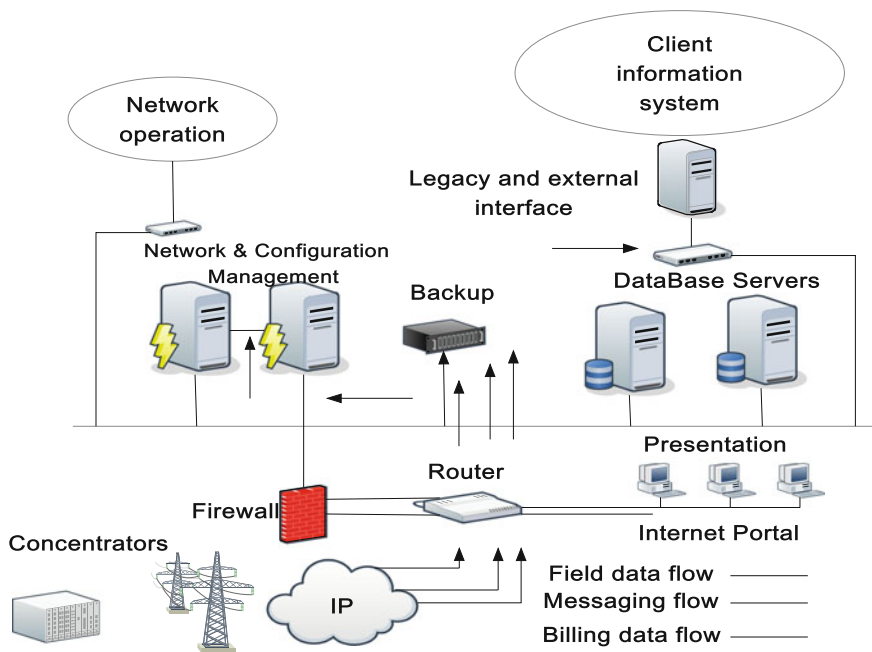 Client
information
system
Network
operation
Legacy and external
interface
Network & Configuration
Management
DataBase Servers
Backup
Presentation
Router
Firewall
Internet Portal
Concentrators
IP
Field data flow
Messaging flow
Billing data flow